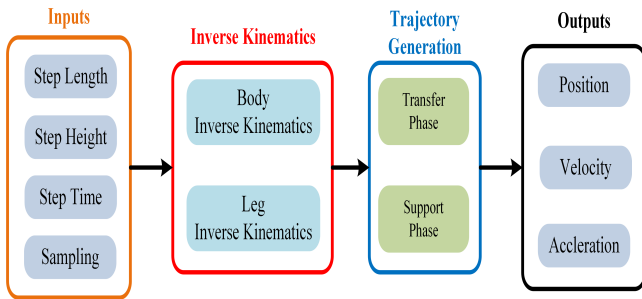 Inputs
Step Length
Step Height
Step Time
Sampling
Inverse Kinematics
Body
Inverse Kinematics
Leg
Inverse Kinematics
Trajectory
Generation
Transfer
Phase
Support
Phase
Outputs
Position
Velocity
Accleration